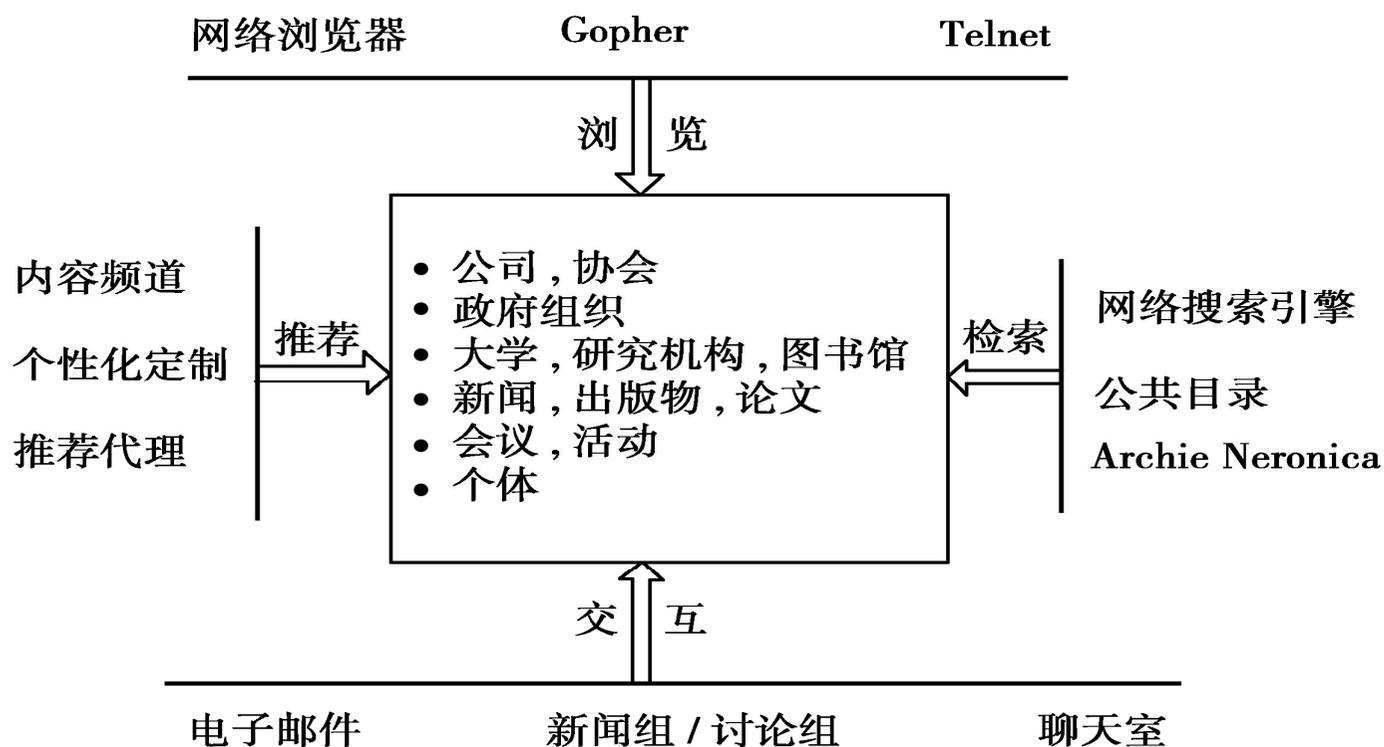 网络浏览器 Gopher Telnet
浏 览
内容频道
个性化定制
推荐代理
推荐
• 公司，协会
• 政府组织
• 大学，研究机构，图书馆
• 新闻，出版物，论文
• 会议，活动
• 个体
检索
网络搜索引擎
公共目录
Archie Neronica
交 互
电子邮件 新闻组 / 讨论组 聊天室